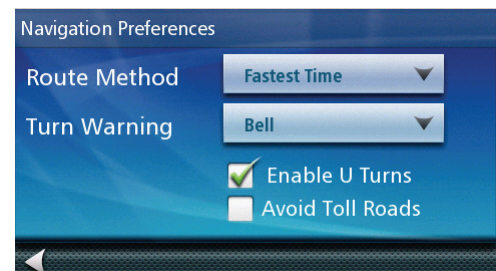 Navigation Preferences
Route Method Fastest Time
Turn Warning Bell
Enable U Turns
Avoid Toll Roads